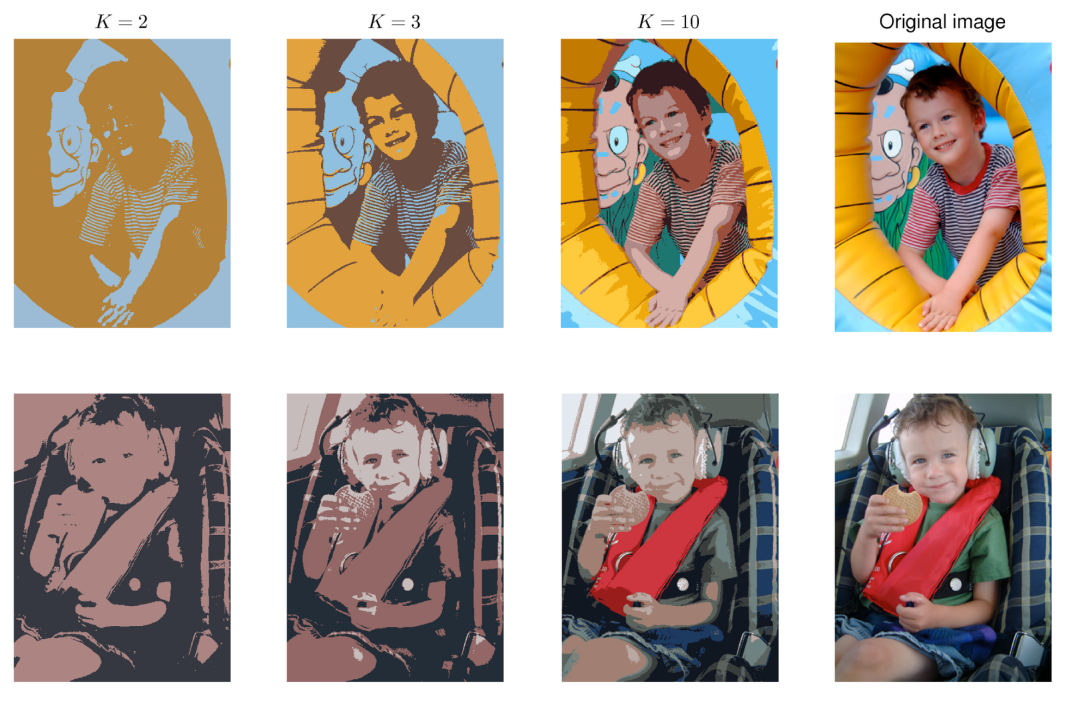 K = 2
K = 3
K = 10
Original image